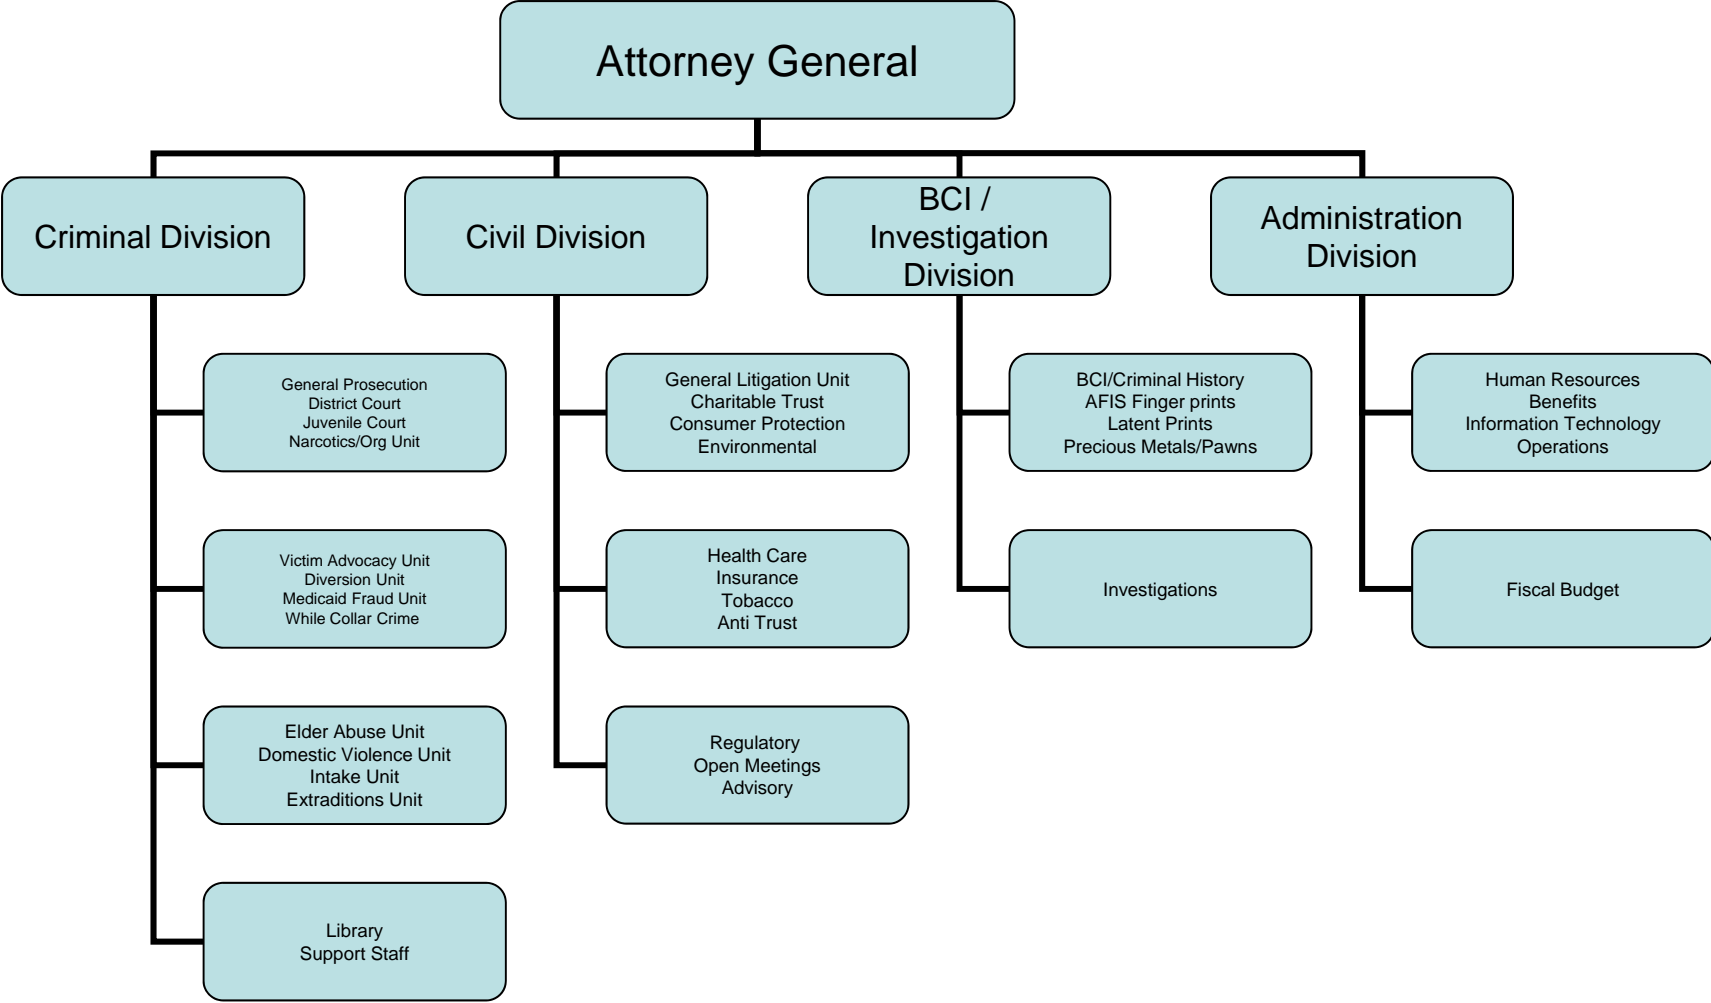 Attorney General
Criminal Division
Civil Division
BCI /
Investigation
Division
Administration
Division
General Prosecution
District Court
Juvenile Court
Narcotics/Org Unit
General Litigation Unit
Charitable Trust
Consumer Protection
Environmental
BCI/Criminal History
AFIS Finger prints
Latent Prints
Precious Metals/Pawns
Human Resources
Benefits
Information Technology
Operations
Victim Advocacy Unit
Diversion Unit
Medicaid Fraud Unit
While Collar Crime
Health Care
Insurance
Tobacco
Anti Trust
Investigations
Fiscal Budget
Elder Abuse Unit
Domestic Violence Unit
Intake Unit
Extraditions Unit
Regulatory
Open Meetings
Advisory
Library
Support Staff